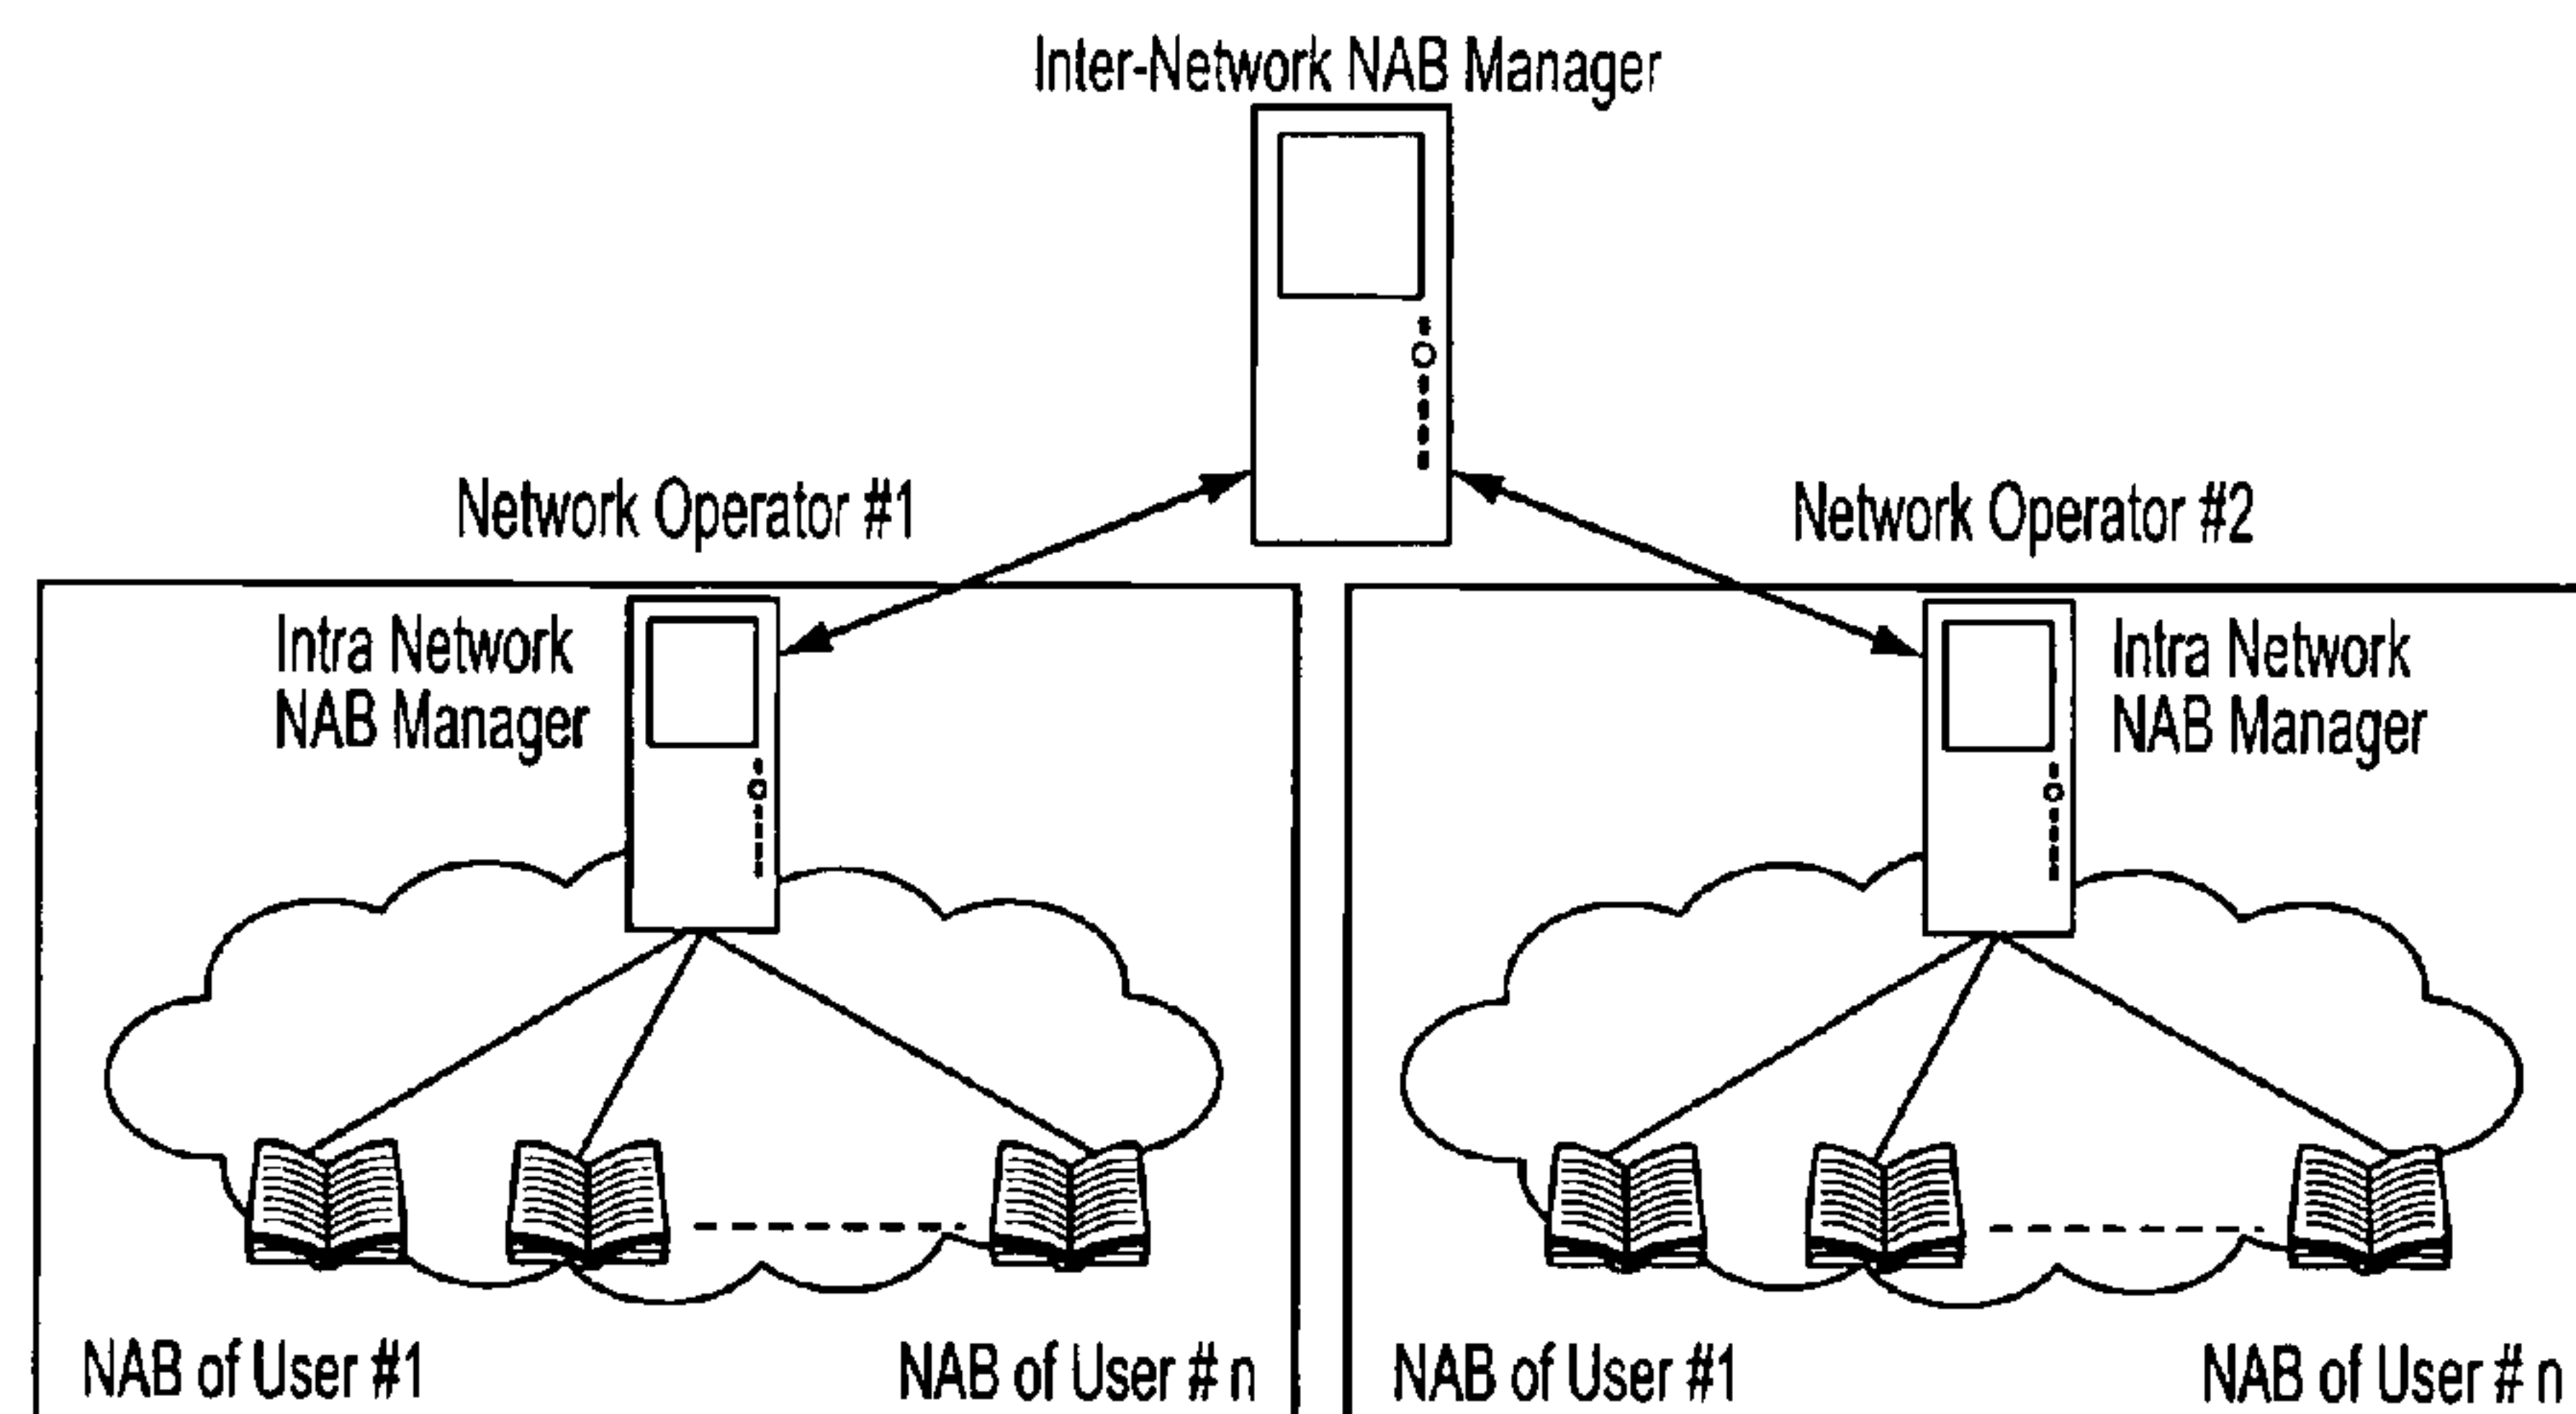 Inter-Network NAB Manager
Network Operator #1
Network Operator #2
Intra Network
NAB Manager
Intra Network
NAB Manager
NAB of User #1
NAB of User # n
NAB of User #1
NAB of User # n